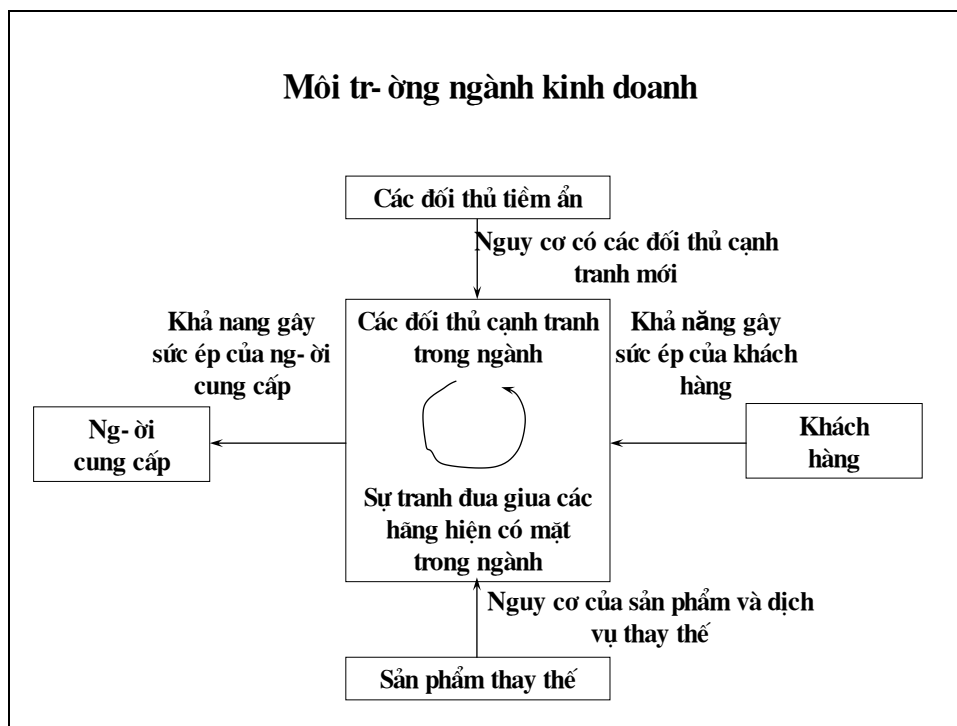 Môi tr- ờng ngành kinh doanh
Các đối thủ tiềm ẩn
Nguy cơ có các đối thủ cạnh
tranh mới
Khả nang gây
sức ép của ng- ời
cung cấp
Các đối thủ cạnh tranh
trong ngành
Khả năng gây
sức ép của khách
hàng
Ng- ời
cung cấp
Khách
hàng
Sự tranh đua giua các
hãng hiện có mặt
trong ngành
Nguy cơ của sản phẩm và dịch
vụ thay thế
Sản phẩm thay thế